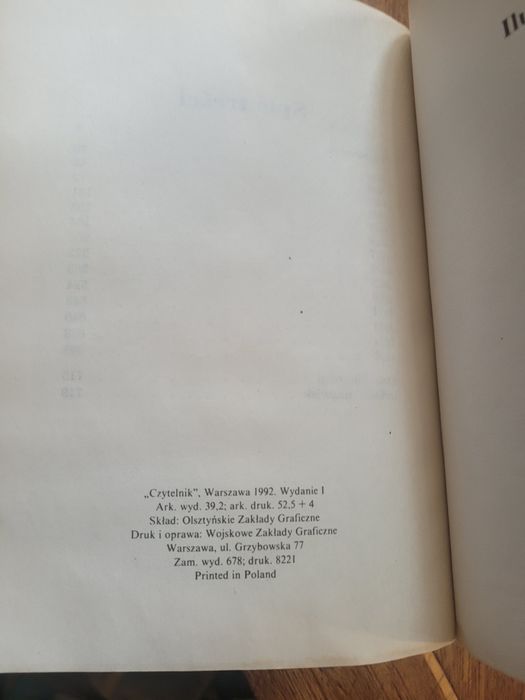 „Czytelnik”, Warszawa 1992. Wydanie I
Ark. wyd. 39,2; ark. druk. 52,5 + 4
Skład: Olsztyńskie Zakłady Graficzne
Druk i oprawa: Wojskowe Zakłady Graficzne
Warszawa, ul. Grzybowska 77
Zam. wyd. 678; druk. 8221
Printed in Poland